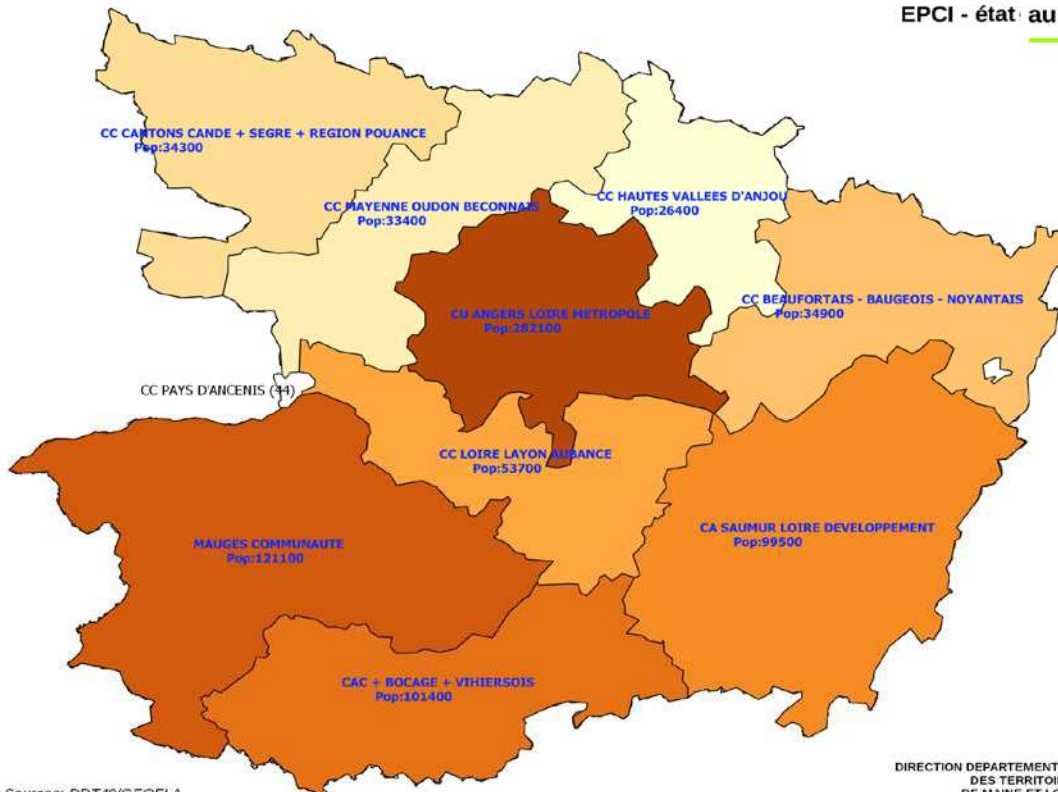 EPCI - état au
CC CANTONS CANDE + SEGRE + REGION POUANCE
Pop:34300
CC MAYENNE OUDON BECONNAIS
Pop:33400
CC HAUTES VALLEES D'ANJOU
Pop:26400
CU ANGERS LOIRE METROPOLE
Pop:282100
CC BEAUFORTAIS - BAUGEOIS - NOYANTAIS
Pop:34900
CC PAYS D'ANCENIS (44)
CC LOIRE LAYON AUBANCE
Pop:53700
MAUGES COMMUNAUTE
Pop:121100
CA SAUMUR LOIRE DEVELOPPEMENT
Pop:99500
CAC + BOCAGE + VIHIERSOIS
Pop:101400
DIRECTION DEPARTEMENT
DES TERRITOI